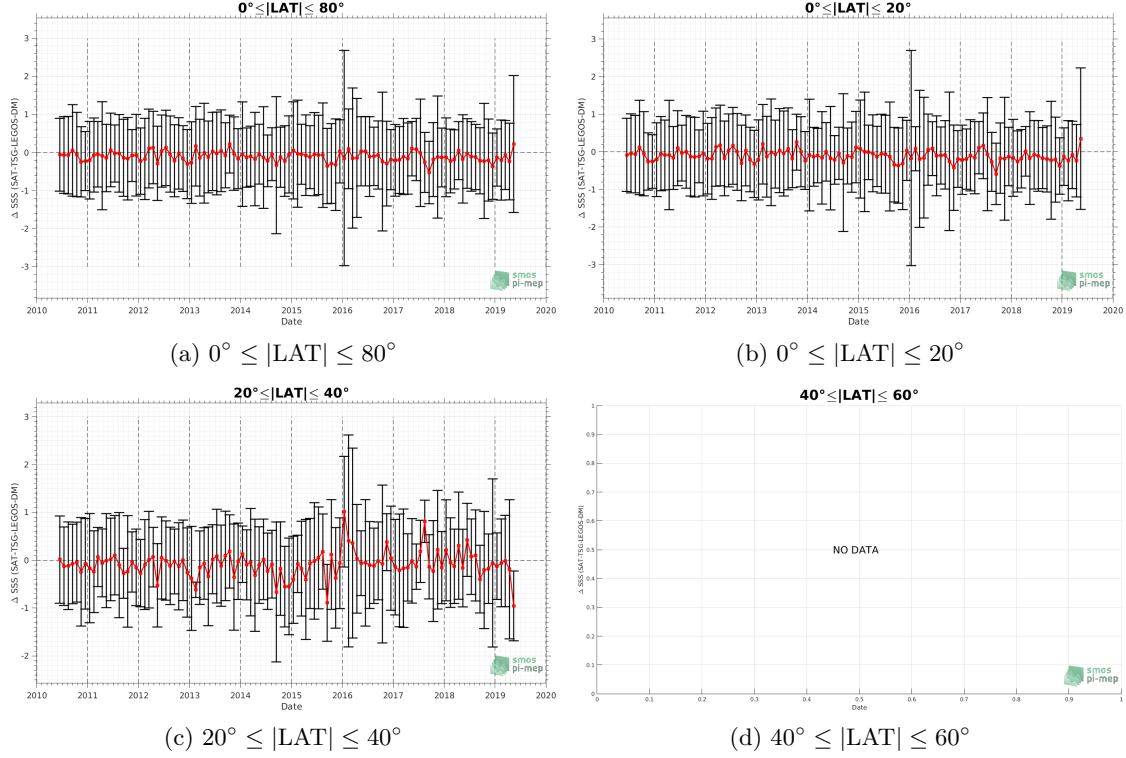 0°≤|LAT|≤ 80°
3
2
1
0
-1
-2
-3
Δ SSS (SAT-TSG-LEGOS-DM)
2010 2011 2012 2013 2014 2015 2016 2017 2018 2019 2020
Date
smos
pi-mep
(a) 0° ≤ |LAT| ≤ 80°
0°≤|LAT|≤ 20°
3
2
1
0
-1
-2
-3
Δ SSS (SAT-TSG-LEGOS-DM)
2010 2011 2012 2013 2014 2015 2016 2017 2018 2019 2020
Date
smos
pi-mep
(b) 0° ≤ |LAT| ≤ 20°
20°≤|LAT|≤ 40°
3
2
1
0
-1
-2
Δ SSS (SAT-TSG-LEGOS-DM)
2010 2011 2012 2013 2014 2015 2016 2017 2018 2019 2020
Date
smos
pi-mep
(c) 20° ≤ |LAT| ≤ 40°
40°≤|LAT|≤ 60°
1
0.9
0.8
0.7
0.6
0.5
0.4
0.3
0.2
0.1
0
Δ SSS (SAT-TSG-LEGOS-DM)
NO DATA
0 0.1 0.2 0.3 0.4 0.5 0.6 0.7 0.8 0.9 1
Date
smos
pi-mep
(d) 40° ≤ |LAT| ≤ 60°